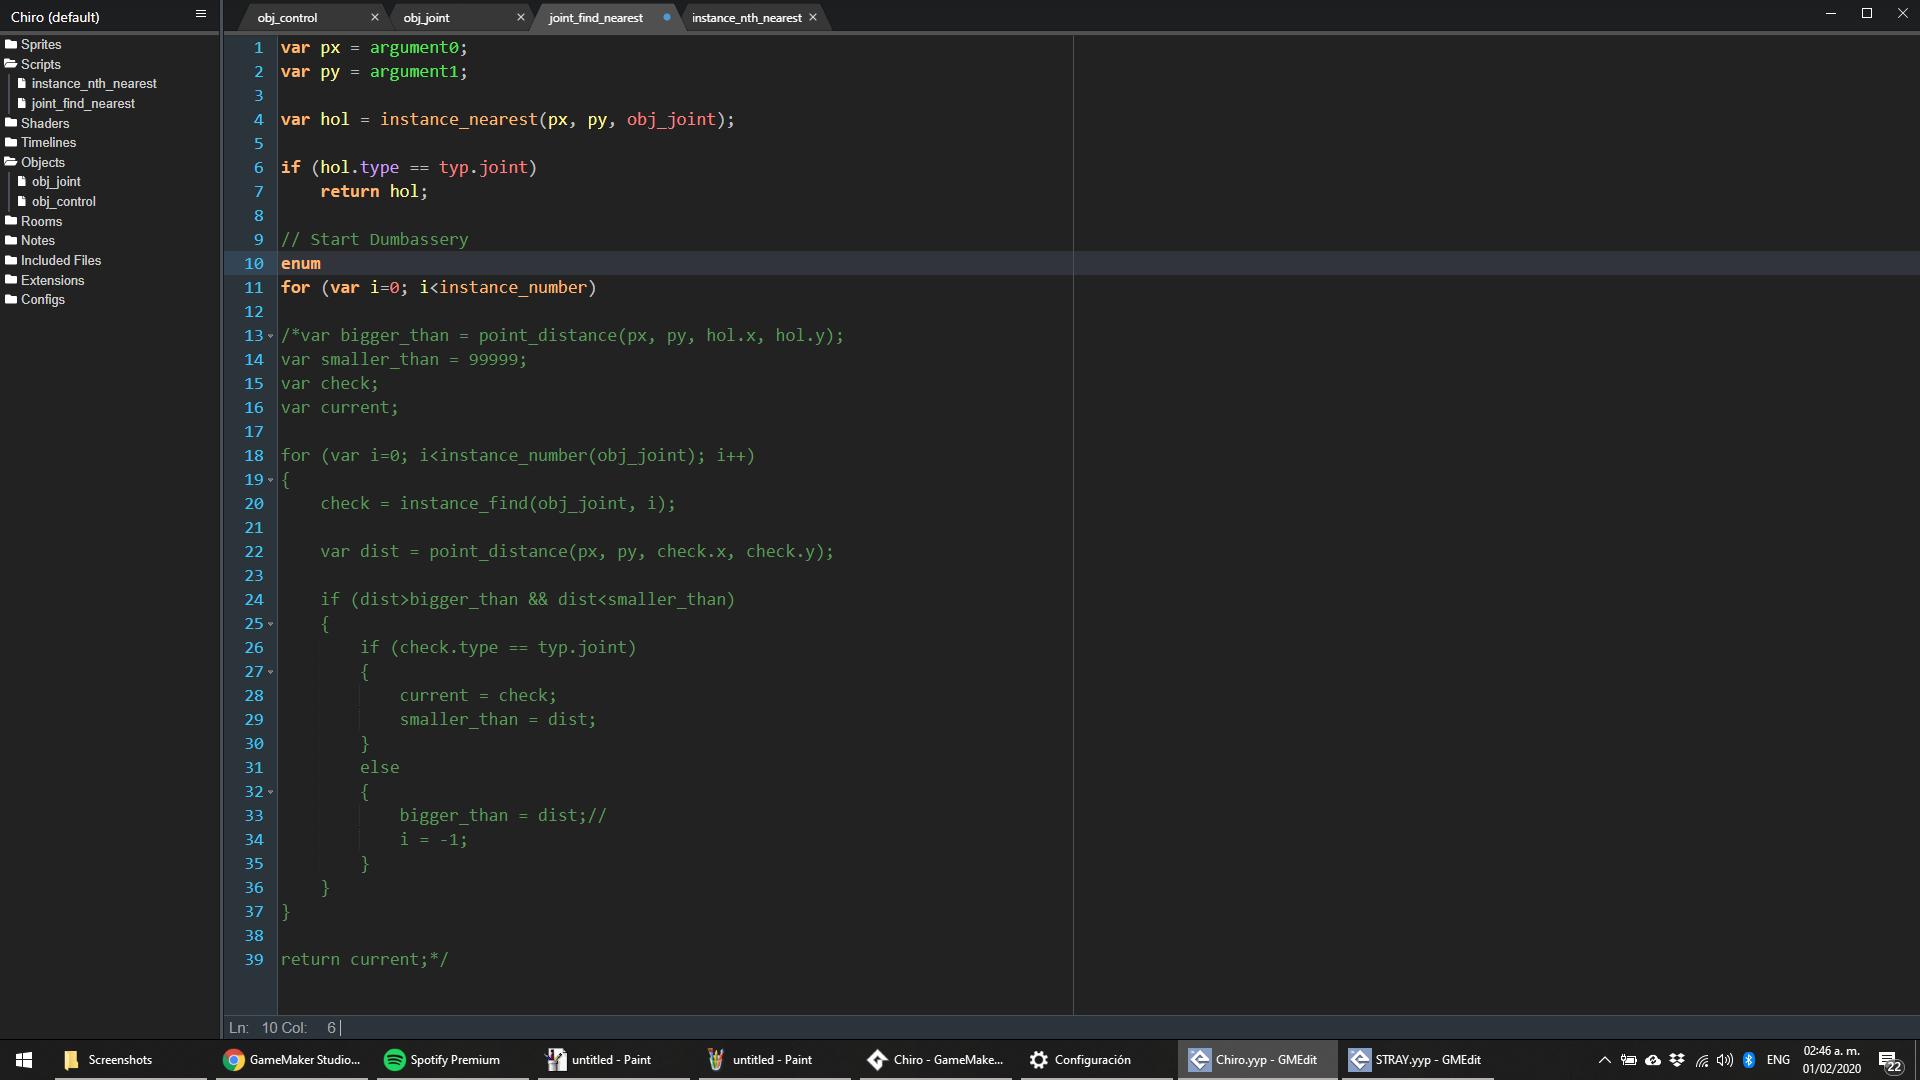 Chiro (default)
obj_control
obj_joint
joint_find_nearest
instance_nth_nearest
Sprites
Scripts
instance_nth_nearest
joint_find_nearest
Shaders
Timelines
Objects
obj_joint
obj_control
Rooms
Notes
Included Files
Extensions
Configs
1 var px = argument0;
2 var py = argument1;
3
4 var hol = instance_nearest(px, py, obj_joint);
5
6 if (hol.type == typ.joint)
7     return hol;
8
9 // Start Dumbassery
10 enum
11 for (var i=0; i<instance_number)
12
13 /*var bigger_than = point_distance(px, py, hol.x, hol.y);
14 var smaller_than = 99999;
15 var check;
16 var current;
17
18 for (var i=0; i<instance_number(obj_joint); i++)
19 {
20     check = instance_find(obj_joint, i);
21
22     var dist = point_distance(px, py, check.x, check.y);
23
24     if (dist>bigger_than && dist<smaller_than)
25     {
26         if (check.type == typ.joint)
27         {
28             current = check;
29             smaller_than = dist;
30         }
31         else
32         {
33             bigger_than = dist;//
34             i = -1;
35         }
36     }
37 }
38
39 return current;*/
Ln: 10 Col: 6
Screenshots
GameMaker Studio...
Spotify Premium
untitled - Paint
untitled - Paint
Chiro - GameMake...
Configuración
Chiro.yyp - GMEdit
STRAY.yyp - GMEdit
ENG
02:46 a. m.
01/02/2020
22